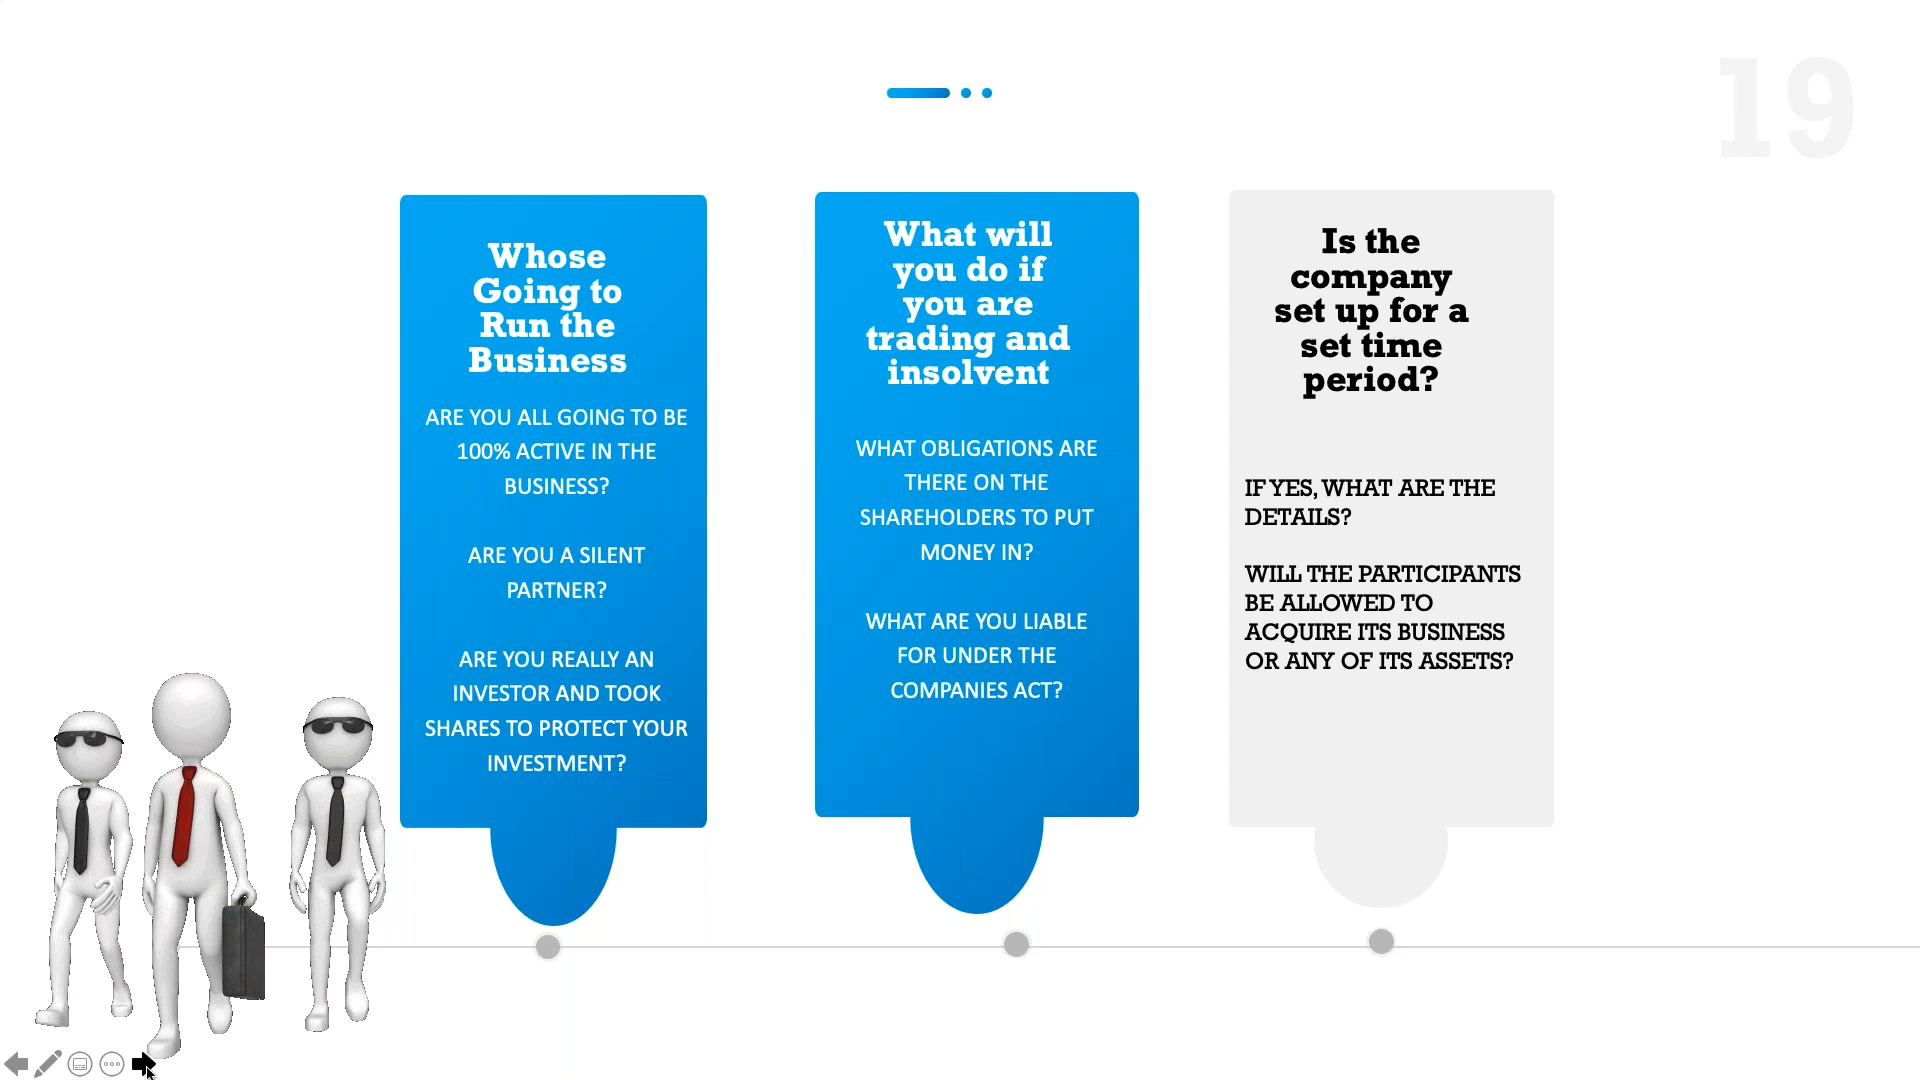 19
Whose
Going to
Run the
Business
ARE YOU ALL GOING TO BE
100% ACTIVE IN THE
BUSINESS?
ARE YOU A SILENT
PARTNER?
ARE YOU REALLY AN
INVESTOR AND TOOK
SHARES TO PROTECT YOUR
INVESTMENT?
What will
you do if
you are
trading and
insolvent
WHAT OBLIGATIONS ARE
THERE ON THE
SHAREHOLDERS TO PUT
MONEY IN?
WHAT ARE YOU LIABLE
FOR UNDER THE
COMPANIES ACT?
Is the
company
set up for a
set time
period?
IF YES, WHAT ARE THE
DETAILS?
WILL THE PARTICIPANTS
BE ALLOWED TO
ACQUIRE ITS BUSINESS
OR ANY OF ITS ASSETS?